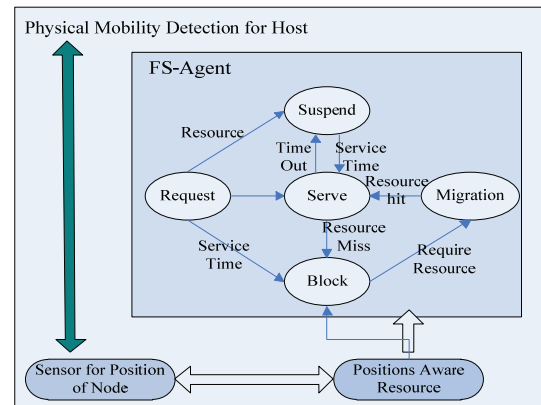 Physical Mobility Detection for Host
FS-Agent
Suspend
Resource
Time
Out
Service
Time
Request
Serve
Resource
hit
Migration
Service
Time
Resource
Miss
Require
Resource
Block
Sensor for Position
of Node
Positions Aware
Resource